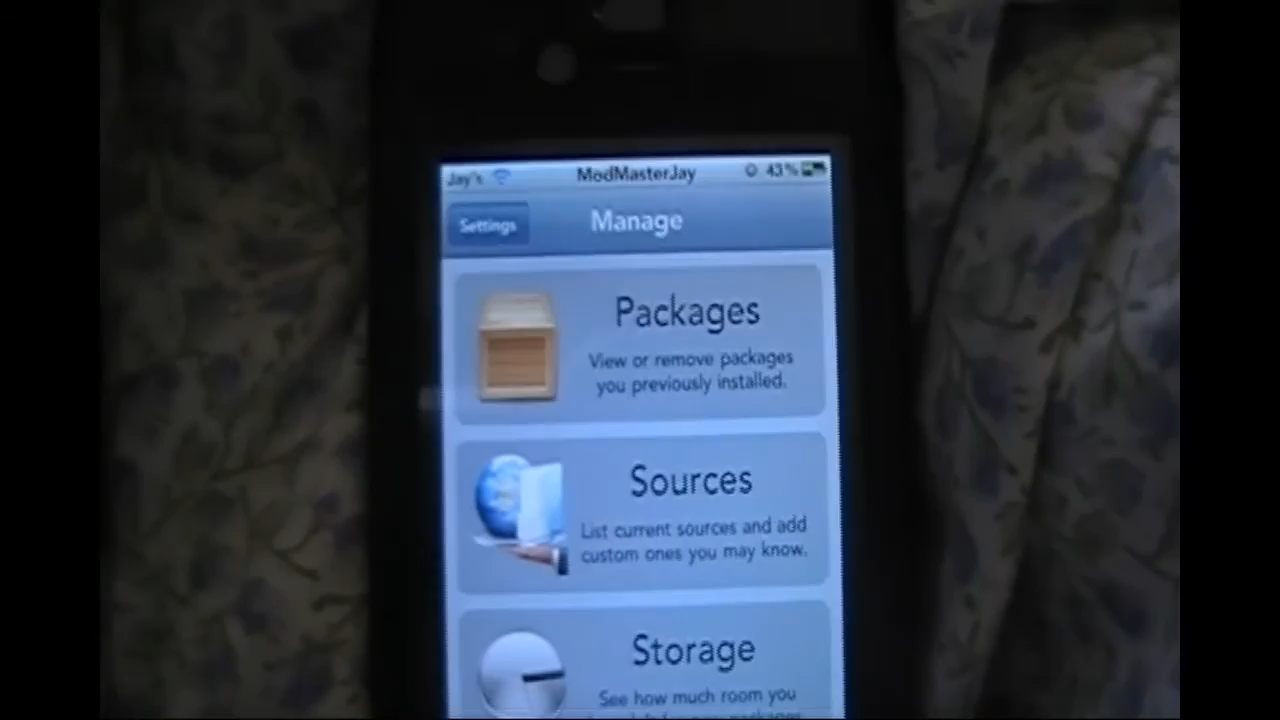 Jay's ModMasterJay 43%
Settings Manage
Packages
View or remove packages
you previously installed.
Sources
List current sources and add
custom ones you may know.
Storage
See how much room you
packages